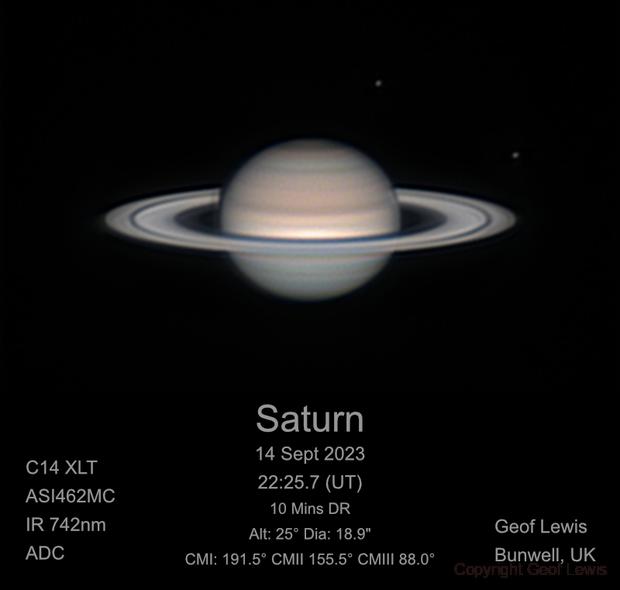 Saturn
14 Sept 2023
22:25.7 (UT)
10 Mins DR
Alt: 25° Dia: 18.9"
CMI: 191.5° CMII 155.5° CMIII 88.0°
C14 XLT
ASI462MC
IR 742nm
ADC
Geof Lewis
Bunwell, UK
Copyright Geof Lewis